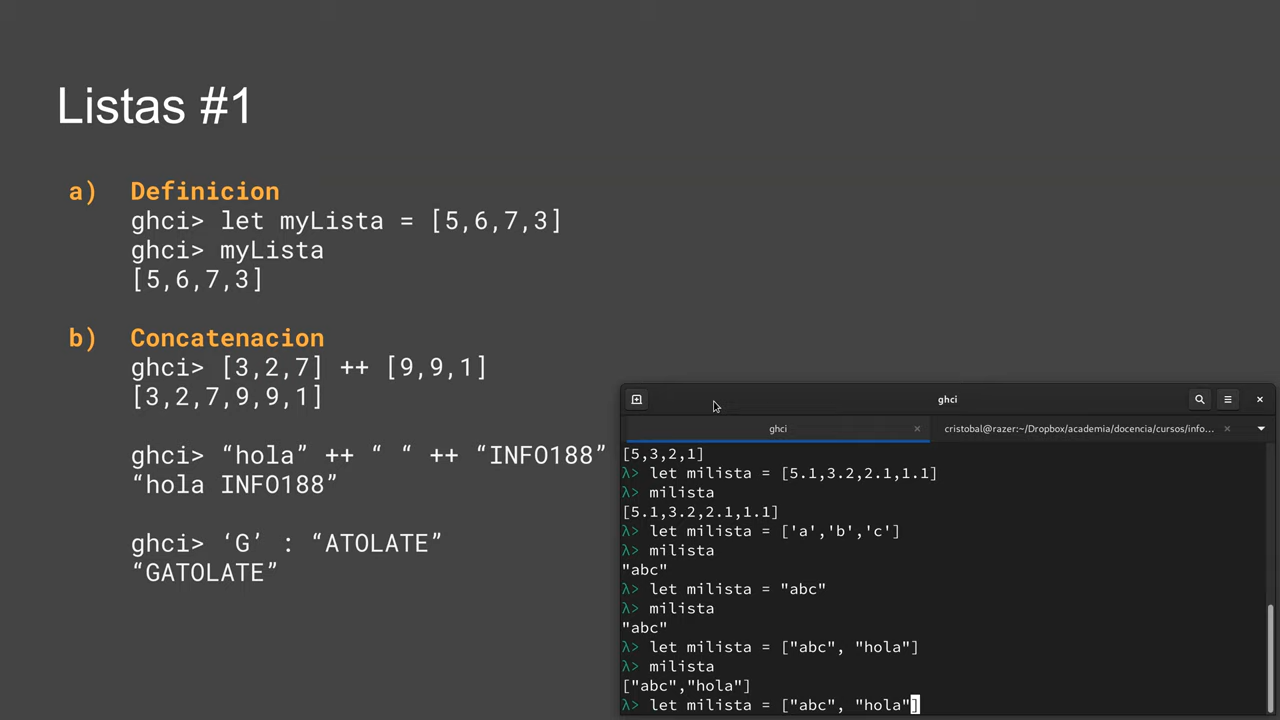 Listas #1
a) Definicion
ghci> let myLista = [5,6,7,3]
ghci> myLista
[5,6,7,3]
b) Concatenacion
ghci> [3,2,7] ++ [9,9,1]
[3,2,7,9,9,1]
ghci> “hola” ++ “ “ ++ “INFO188”
“hola INFO188”
ghci> ‘G’ : “ATOLATE”
“GATOLATE”
ghci
ghci
cristobal@razer:~/Dropbox/academia/docencia/cursos/info...
[5,3,2,1]
λ> let milista = [5.1,3.2,2.1,1.1]
λ> milista
[5.1,3.2,2.1,1.1]
λ> let milista = ['a','b','c']
λ> milista
"abc"
λ> let milista = "abc"
λ> milista
"abc"
λ> let milista = ["abc", "hola"]
λ> milista
["abc","hola"]
λ> let milista = ["abc", "hola"]